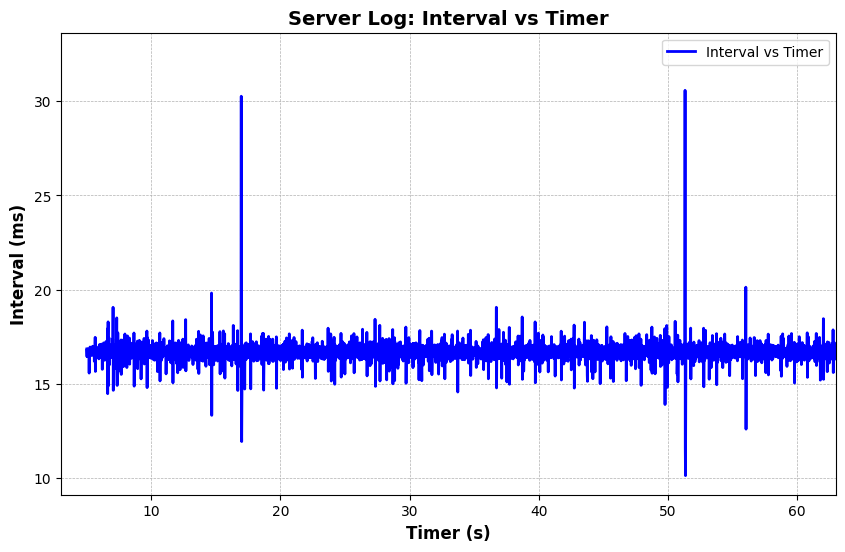 Server Log: Interval vs Timer
Interval vs Timer
30
25
20
15
10
Interval (ms)
10 20 30 40 50 60
Timer (s)